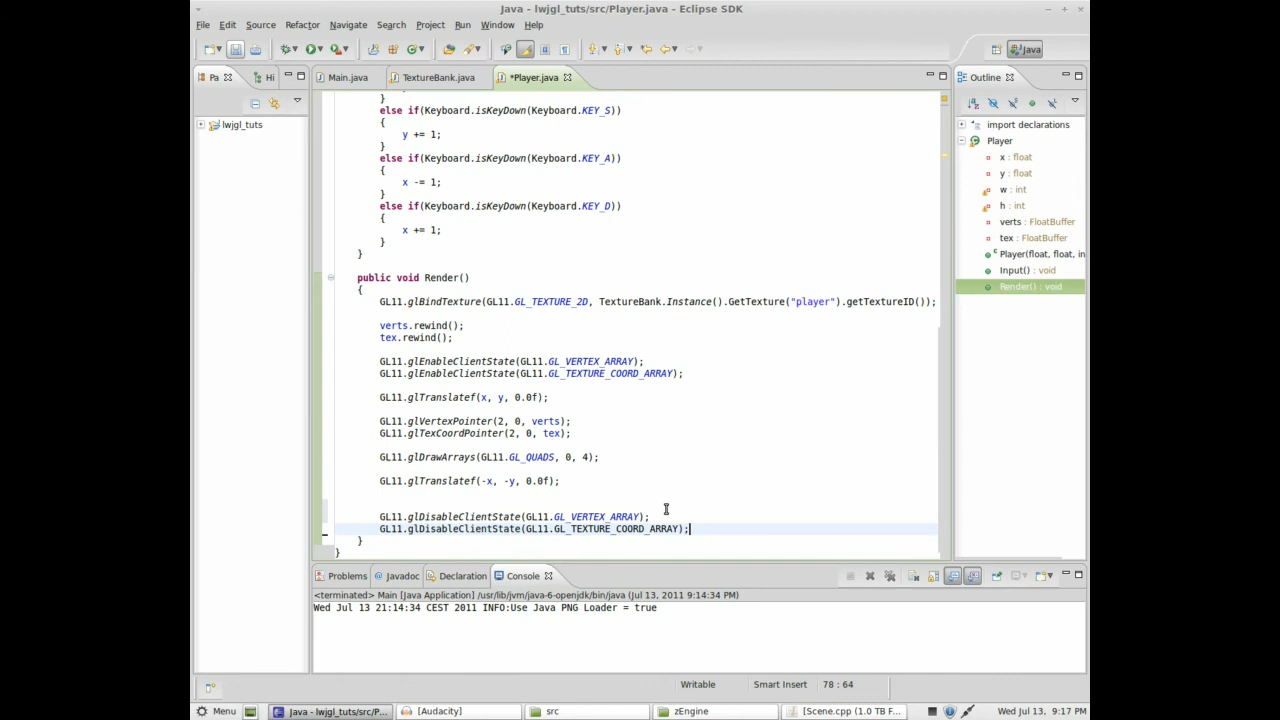 Java - lwjgl_tuts/src/Player.java - Eclipse SDK
File Edit Source Refactor Navigate Search Project Run Window Help
Java
Pa Hi Main.java TextureBank.java *Player.java Outline
lwjgl_tuts
}
else if(Keyboard.isKeyDown(Keyboard.KEY_S))
{
y += 1;
}
else if(Keyboard.isKeyDown(Keyboard.KEY_A))
{
x -= 1;
}
else if(Keyboard.isKeyDown(Keyboard.KEY_D))
{
x += 1;
}
}
public void Render()
{
GL11.glBindTexture(GL11.GL_TEXTURE_2D, TextureBank.Instance().GetTexture("player").getTextureID());
verts.rewind();
tex.rewind();
GL11.glEnableClientState(GL11.GL_VERTEX_ARRAY);
GL11.glEnableClientState(GL11.GL_TEXTURE_COORD_ARRAY);
GL11.glTranslatef(x, y, 0.0f);
GL11.glVertexPointer(2, 0, verts);
GL11.glTexCoordPointer(2, 0, tex);
GL11.glDrawArrays(GL11.GL_QUADS, 0, 4);
GL11.glTranslatef(-x, -y, 0.0f);
GL11.glDisableClientState(GL11.GL_VERTEX_ARRAY);
GL11.glDisableClientState(GL11.GL_TEXTURE_COORD_ARRAY);
}
}
import declarations
Player
x : float
y : float
w : int
h : int
verts : FloatBuffer
tex : FloatBuffer
Player(float, float, in
Input() : void
Render() : void
Problems Javadoc Declaration Console
<terminated> Main [Java Application] /usr/lib/jvm/java-6-openjdk/bin/java (Jul 13, 2011 9:14:34 PM)
Wed Jul 13 21:14:34 CEST 2011 INFO:Use Java PNG Loader = true
Writable Smart Insert 78 : 64
Menu Java - lwjgl_tuts/src/P... [Audacity] src zEngine [Scene.cpp (1.0 TB F... Wed Jul 13, 9:17 PM